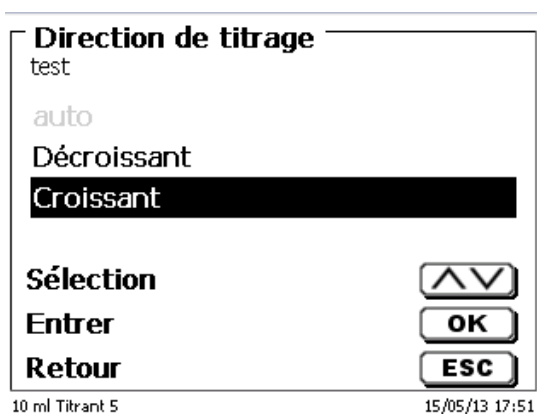 Direction de titrage
test
auto
Décroissant
Croissant
Sélection
Entrer OK
Retour ESC
10 ml Titrant 5 15/05/13 17:51